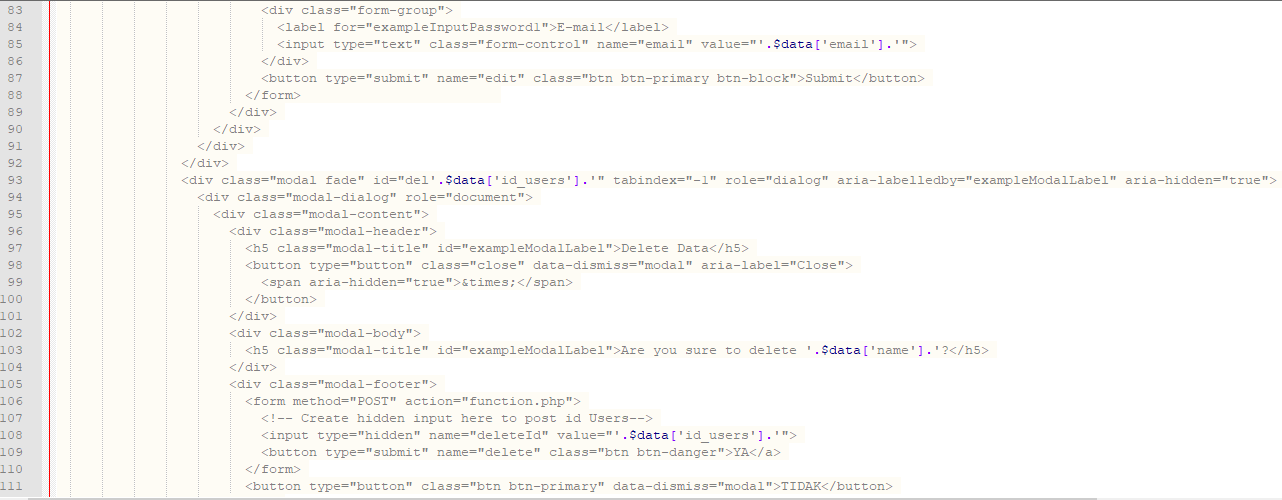 83 <div class="form-group">
84 <label for="exampleInputPassword1">E-mail</label>
85 <input type="text" class="form-control" name="email" value="'.$data['email'].'">
86 </div>
87 <button type="submit" name="edit" class="btn btn-primary btn-block">Submit</button>
88 </form>
89 </div>
90 </div>
91 </div>
92 </div>
93 <div class="modal fade" id="del'.$data['id_users'].'" tabindex="-1" role="dialog" aria-labelledby="exampleModalLabel" aria-hidden="true">
94 <div class="modal-dialog" role="document">
95 <div class="modal-content">
96 <div class="modal-header">
97 <h5 class="modal-title" id="exampleModalLabel">Delete Data</h5>
98 <button type="button" class="close" data-dismiss="modal" aria-label="Close">
99 <span aria-hidden="true">&times;</span>
100 </button>
101 </div>
102 <div class="modal-body">
103 <h5 class="modal-title" id="exampleModalLabel">Are you sure to delete '.$data['name'].'?</h5>
104 </div>
105 <div class="modal-footer">
106 <form method="POST" action="function.php">
107 <!-- Create hidden input here to post id Users-->
108 <input type="hidden" name="deleteId" value="'.$data['id_users'].'">
109 <button type="submit" name="delete" class="btn btn-danger">YA</a>
110 </form>
111 <button type="button" class="btn btn-primary" data-dismiss="modal">TIDAK</button>